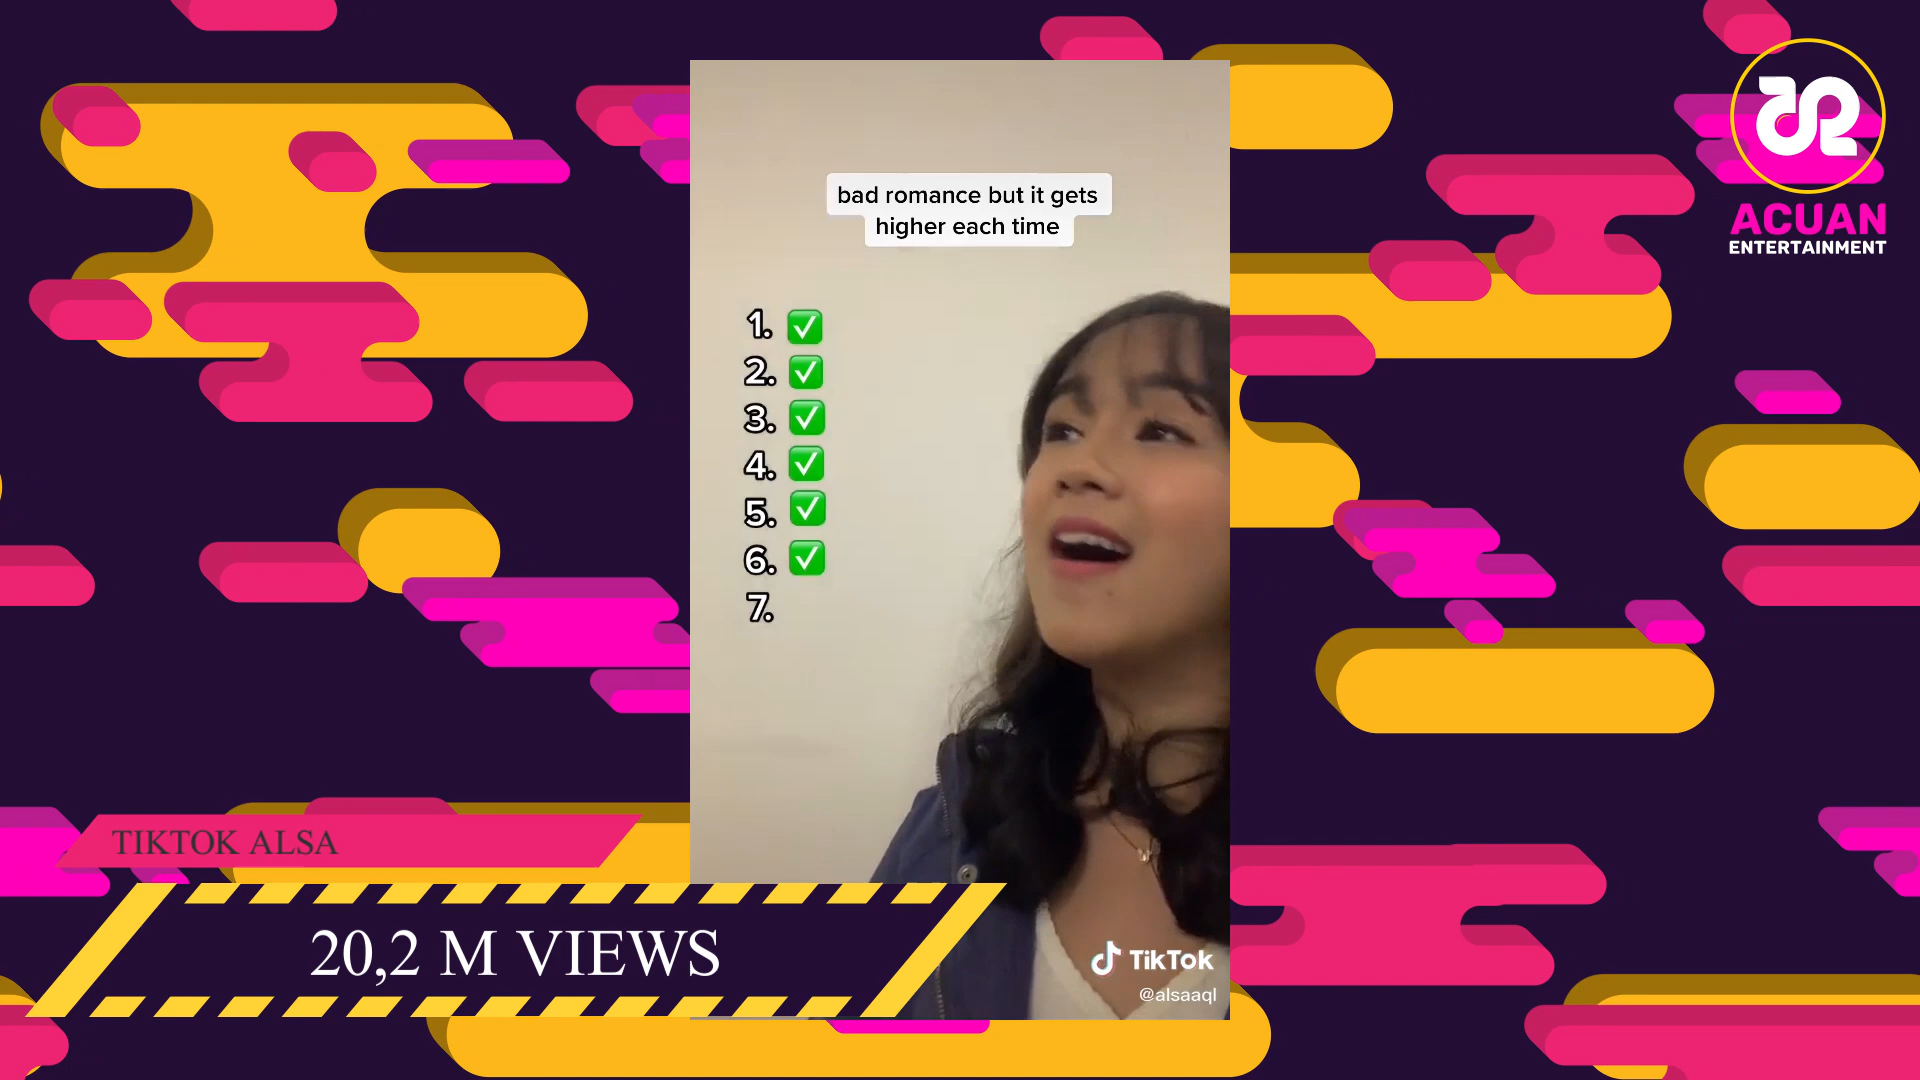 bad romance but it gets
higher each time
1. ✅
2. ✅
3. ✅
4. ✅
5. ✅
6. ✅
7.
ACUAN
ENTERTAINMENT
TIKTOK ALSA
20,2 M VIEWS
TikTok
@alsaaql